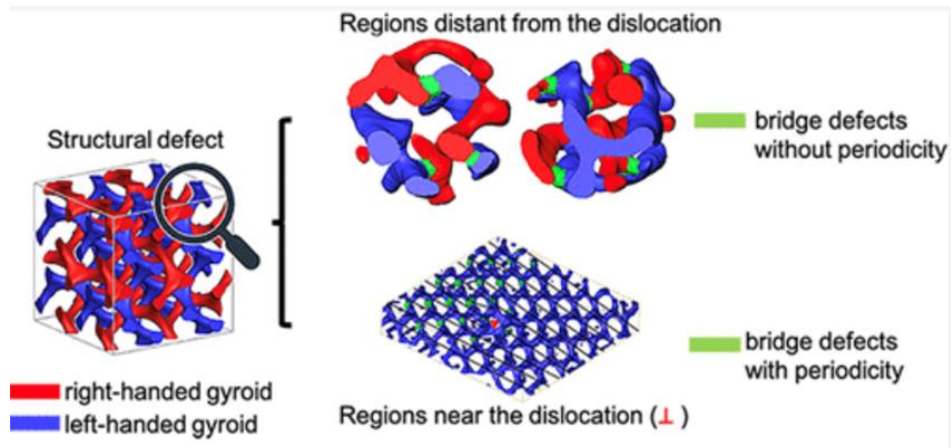 Regions distant from the dislocation
Structural defect
bridge defects
without periodicity
right-handed gyroid
left-handed gyroid
Regions near the dislocation (⊥)
bridge defects
with periodicity